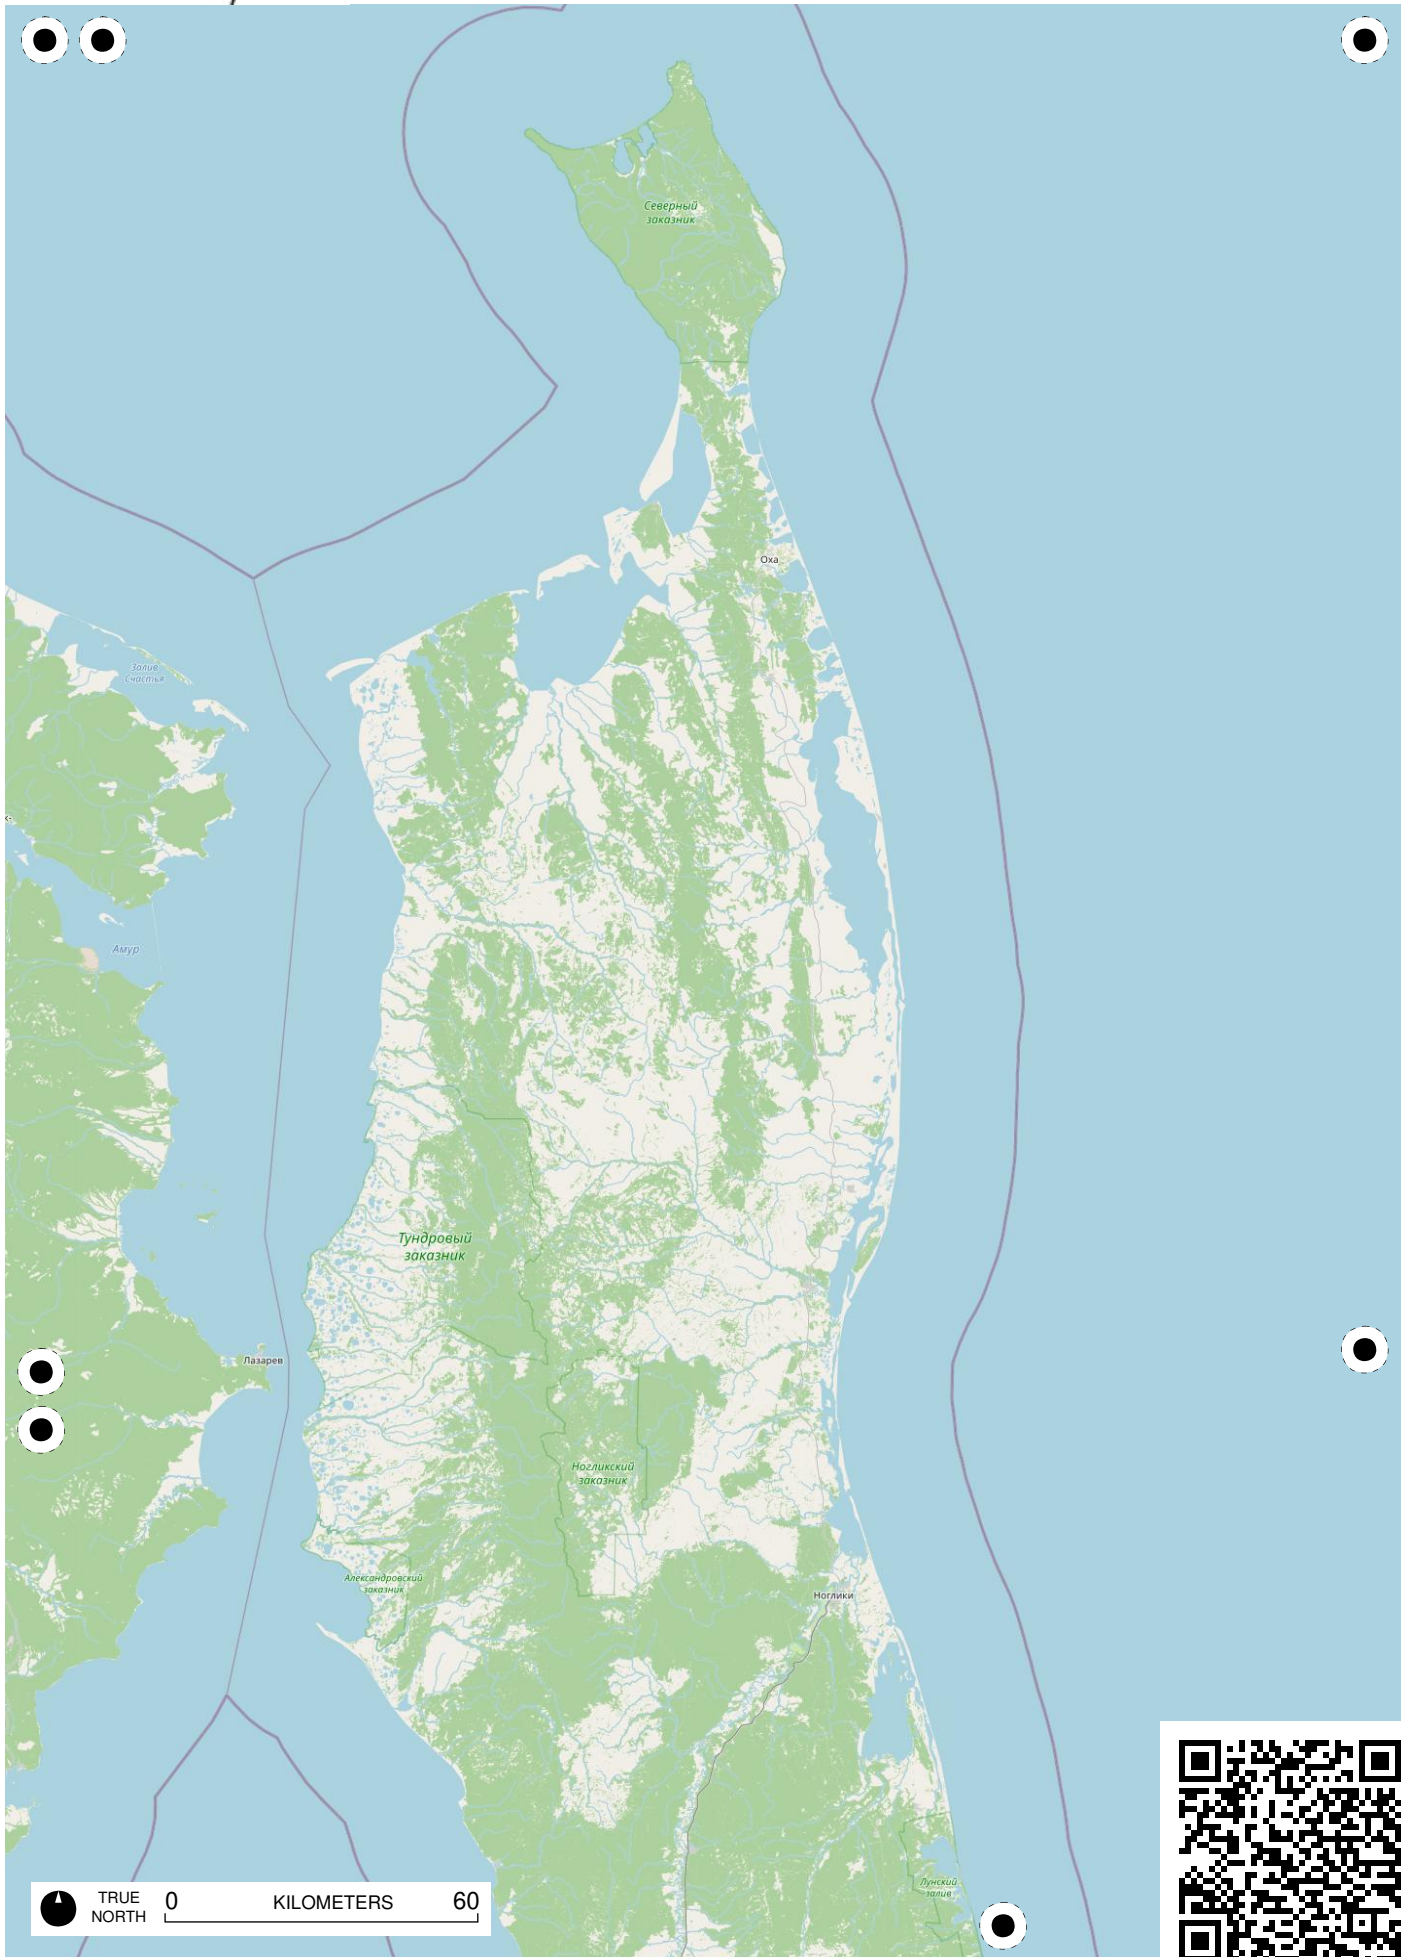 Северный
заказник
Оха
Залив
Счастья
к-
Амур
Тундровый
заказник
Лазарев
Ногликский
заказник
Александровский
заказник
Ноглики
Лунский
залив
TRUE
NORTH
0 KILOMETERS 60